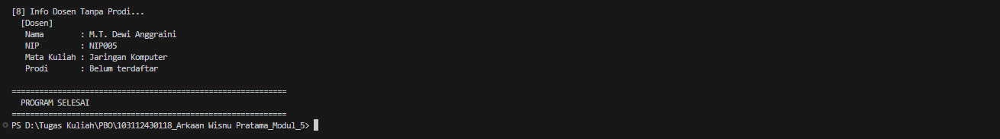 [8] Info Dosen Tanpa Prodi...
  [Dosen]
   Nama        : M.T. Dewi Anggraini
   NIP         : NIP005
   Mata Kuliah : Jaringan Komputer
   Prodi       : Belum terdaftar

============================================================
  PROGRAM SELESAI
============================================================
PS D:\Tugas Kuliah\PBO\103112430118_Arkaan Wisnu Pratama_Modul_5>